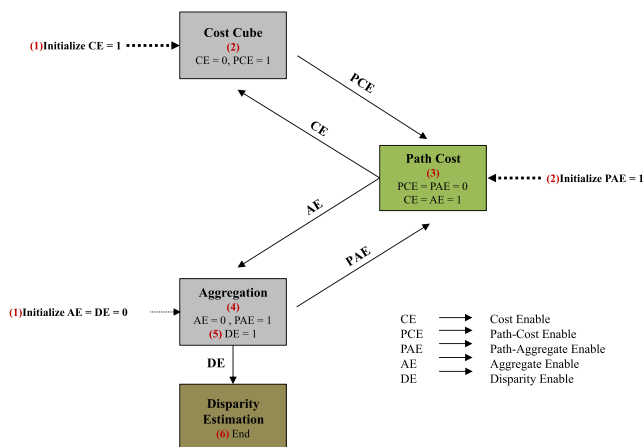 Cost Cube
(2)
CE = 0, PCE = 1
(1)Initialize CE = 1
PCE
CE
Path Cost
(3)
PCE = PAE = 0
CE = AE = 1
(2)Initialize PAE = 1
AE
PAE
Aggregation
(4)
AE = 0 , PAE = 1
(5) DE = 1
(1)Initialize AE = DE = 0
DE
Disparity
Estimation
(6) End
CE Cost Enable
PCE Path-Cost Enable
PAE Path-Aggregate Enable
AE Aggregate Enable
DE Disparity Enable